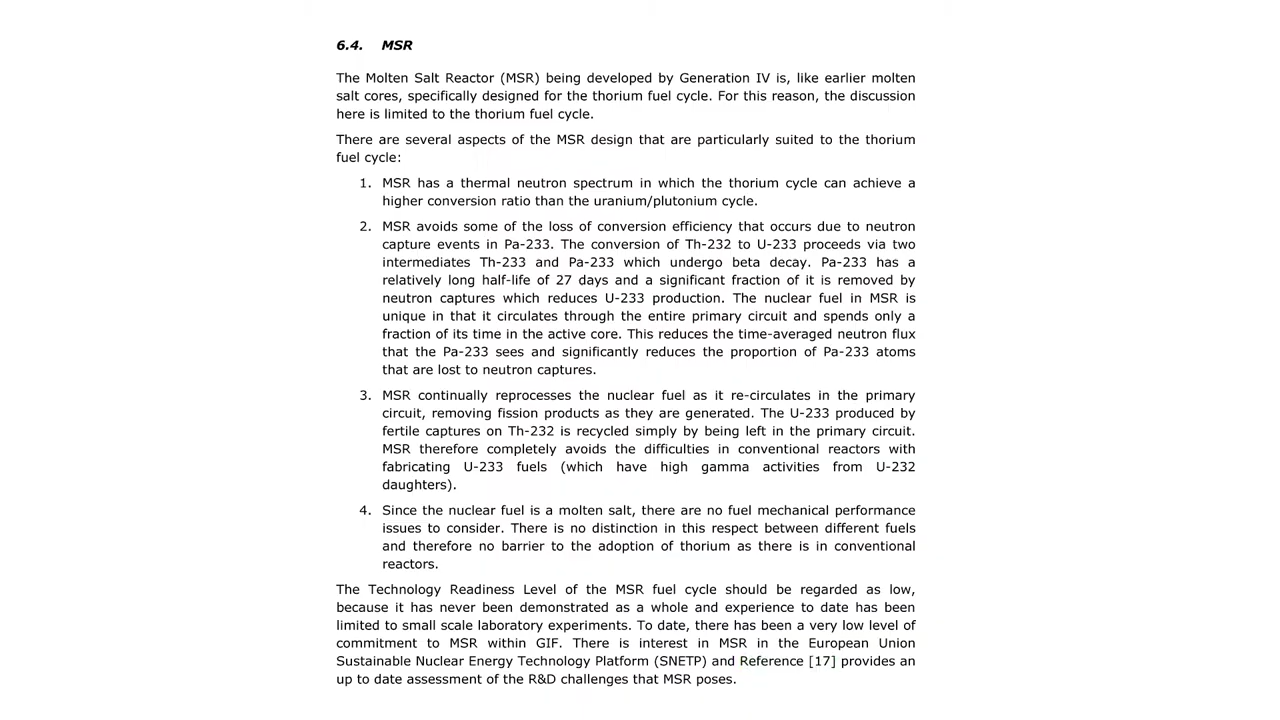 6.4. MSR
The Molten Salt Reactor (MSR) being developed by Generation IV is, like earlier molten
salt cores, specifically designed for the thorium fuel cycle. For this reason, the discussion
here is limited to the thorium fuel cycle.
There are several aspects of the MSR design that are particularly suited to the thorium
fuel cycle:
1. MSR has a thermal neutron spectrum in which the thorium cycle can achieve a
higher conversion ratio than the uranium/plutonium cycle.
2. MSR avoids some of the loss of conversion efficiency that occurs due to neutron
capture events in Pa-233. The conversion of Th-232 to U-233 proceeds via two
intermediates Th-233 and Pa-233 which undergo beta decay. Pa-233 has a
relatively long half-life of 27 days and a significant fraction of it is removed by
neutron captures which reduces U-233 production. The nuclear fuel in MSR is
unique in that it circulates through the entire primary circuit and spends only a
fraction of its time in the active core. This reduces the time-averaged neutron flux
that the Pa-233 sees and significantly reduces the proportion of Pa-233 atoms
that are lost to neutron captures.
3. MSR continually reprocesses the nuclear fuel as it re-circulates in the primary
circuit, removing fission products as they are generated. The U-233 produced by
fertile captures on Th-232 is recycled simply by being left in the primary circuit.
MSR therefore completely avoids the difficulties in conventional reactors with
fabricating U-233 fuels (which have high gamma activities from U-232
daughters).
4. Since the nuclear fuel is a molten salt, there are no fuel mechanical performance
issues to consider. There is no distinction in this respect between different fuels
and therefore no barrier to the adoption of thorium as there is in conventional
reactors.
The Technology Readiness Level of the MSR fuel cycle should be regarded as low,
because it has never been demonstrated as a whole and experience to date has been
limited to small scale laboratory experiments. To date, there has been a very low level of
commitment to MSR within GIF. There is interest in MSR in the European Union
Sustainable Nuclear Energy Technology Platform (SNETP) and Reference [17] provides an
up to date assessment of the R&D challenges that MSR poses.